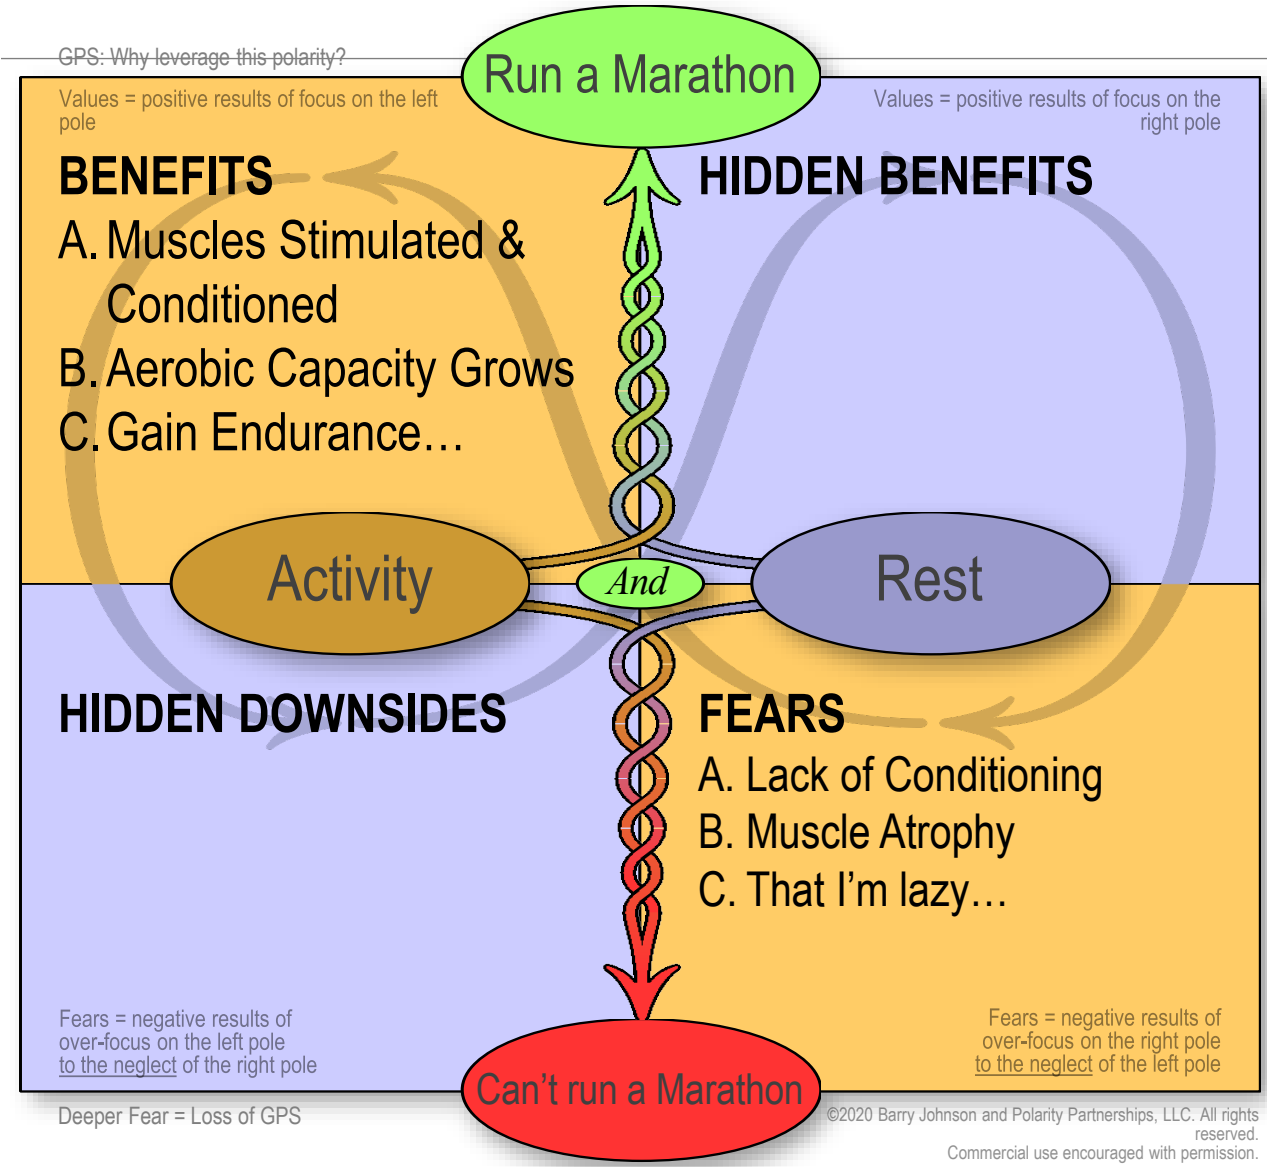 GPS: Why leverage this polarity?
Run a Marathon
Values = positive results of focus on the left
pole
Values = positive results of focus on the
right pole
BENEFITS
A. Muscles Stimulated &
Conditioned
B. Aerobic Capacity Grows
C. Gain Endurance…
HIDDEN BENEFITS
Activity
And
Rest
HIDDEN DOWNSIDES
FEARS
A. Lack of Conditioning
B. Muscle Atrophy
C. That I'm lazy…
Fears = negative results of
over-focus on the left pole
to the neglect of the right pole
Fears = negative results of
over-focus on the right pole
to the neglect of the left pole
Can't run a Marathon
Deeper Fear = Loss of GPS
©2020 Barry Johnson and Polarity Partnerships, LLC. All rights
reserved.
Commercial use encouraged with permission.